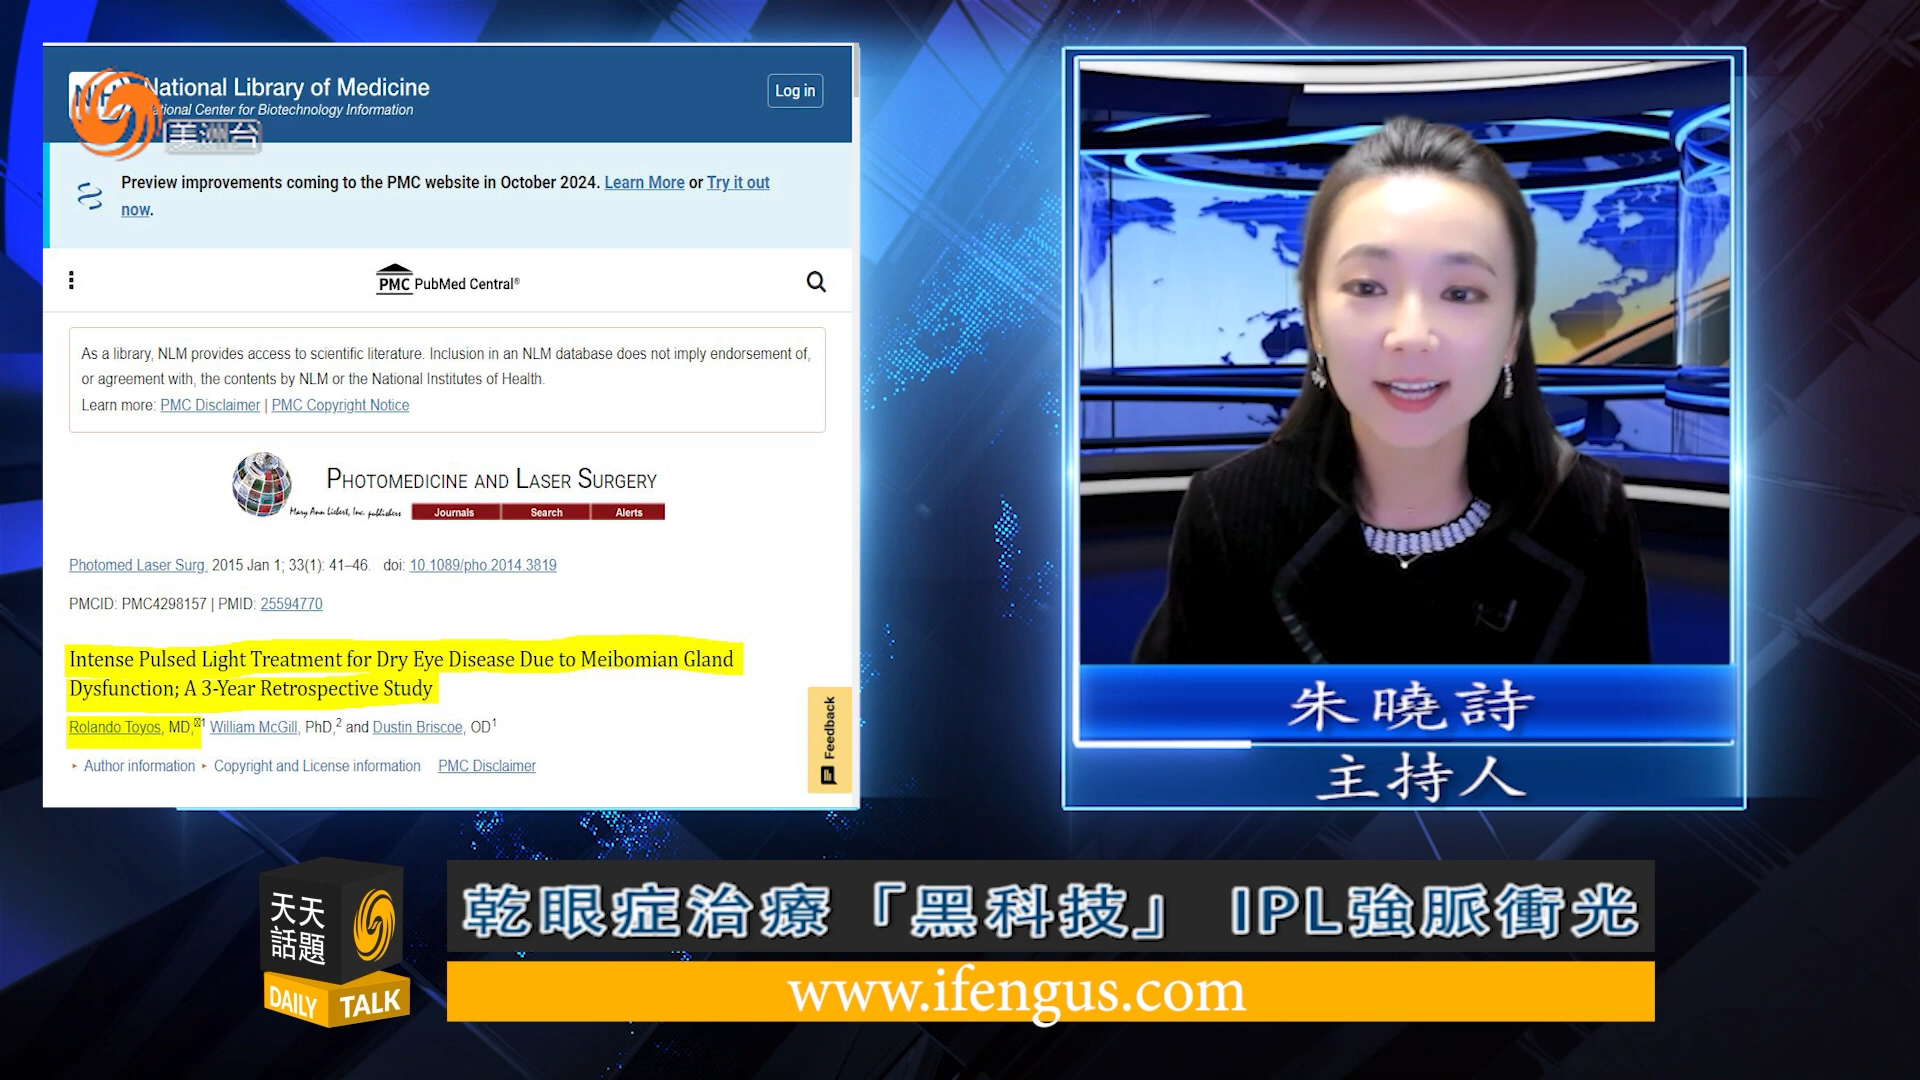 National Library of Medicine
National Center for Biotechnology Information
Log in
美洲台
Preview improvements coming to the PMC website in October 2024. Learn More or Try it out
now.
PMC PubMed Central®
As a library, NLM provides access to scientific literature. Inclusion in an NLM database does not imply endorsement of,
or agreement with, the contents by NLM or the National Institutes of Health.
Learn more: PMC Disclaimer | PMC Copyright Notice
PHOTOMEDICINE AND LASER SURGERY
Mary Ann Liebert, Inc. publishers
Journals Search Alerts
Photomed Laser Surg. 2015 Jan 1; 33(1): 41–46. doi: 10.1089/pho.2014.3819
PMCID: PMC4298157 | PMID: 25594770
Intense Pulsed Light Treatment for Dry Eye Disease Due to Meibomian Gland
Dysfunction; A 3-Year Retrospective Study
Rolando Toyos, MD,1 William McGill, PhD,2 and Dustin Briscoe, OD1
Author information Copyright and License information PMC Disclaimer
Feedback
朱曉詩
主持人
天天
話題
DAILY TALK
乾眼症治療「黑科技」 IPL強脈衝光
www.ifengus.com